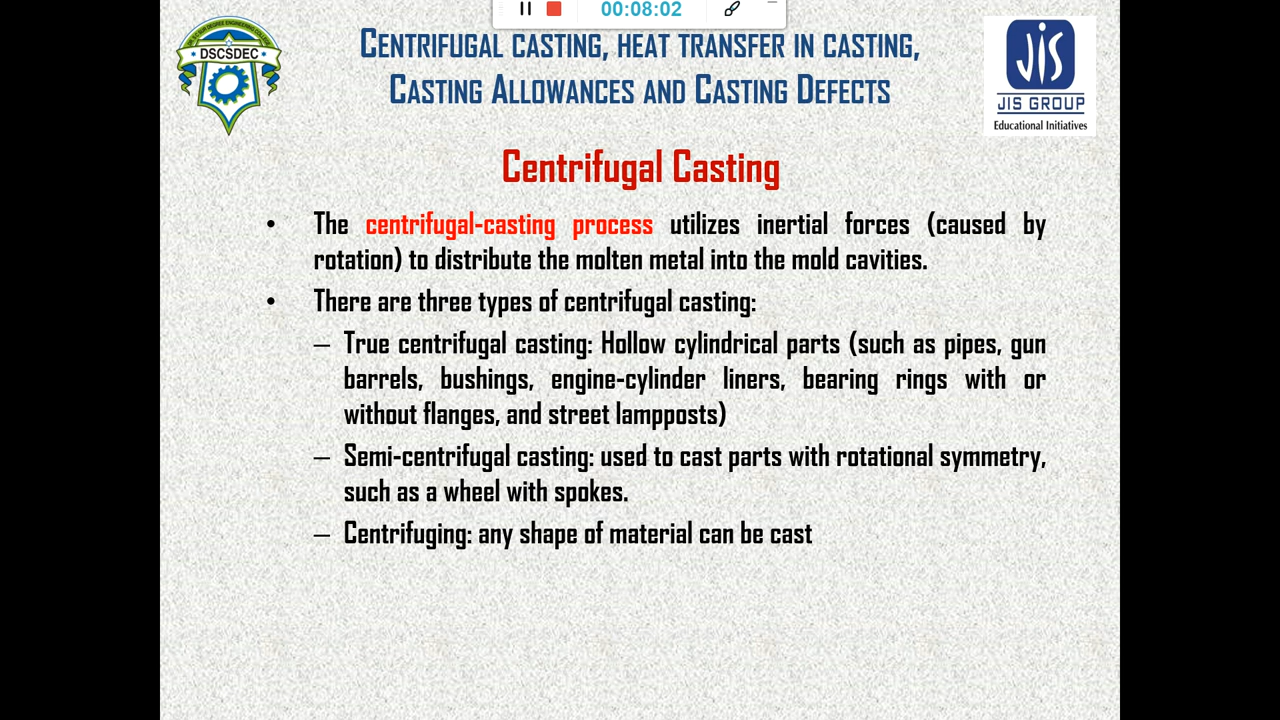 00:08:02
CENTRIFUGAL CASTING, HEAT TRANSFER IN CASTING,
CASTING ALLOWANCES AND CASTING DEFECTS
DSCSDEC
JIS
JIS GROUP
Educational Initiatives
Centrifugal Casting
• The centrifugal-casting process utilizes inertial forces (caused by
rotation) to distribute the molten metal into the mold cavities.
• There are three types of centrifugal casting:
– True centrifugal casting: Hollow cylindrical parts (such as pipes, gun
barrels, bushings, engine-cylinder liners, bearing rings with or
without flanges, and street lampposts)
– Semi-centrifugal casting: used to cast parts with rotational symmetry,
such as a wheel with spokes.
– Centrifuging: any shape of material can be cast